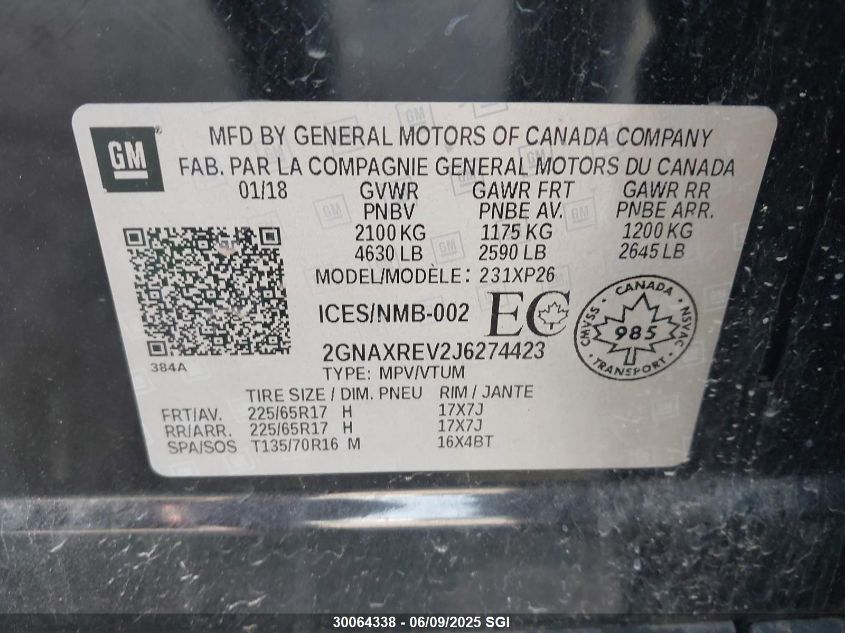 GM
MFD BY GENERAL MOTORS OF CANADA COMPANY
FAB. PAR LA COMPAGNIE GENERAL MOTORS DU CANADA
01/18 GVWR GAWR FRT GAWR RR
PNBV PNBE AV. PNBE ARR.
2100 KG 1175 KG 1200 KG
4630 LB 2590 LB 2645 LB
MODEL/MODÈLE: 231XP26
ICES/NMB-002 EC
CANADA
CMVSS 985 NSVAC
TRANSPORT
2GNAXREV2J6274423
384A
TYPE: MPV/VTUM
TIRE SIZE / DIM. PNEU RIM / JANTE
FRT/AV. 225/65R17 H 17X7J
RR/ARR. 225/65R17 H 17X7J
SPA/SOS T135/70R16 M 16X4BT
30064338 - 06/09/2025 SGI